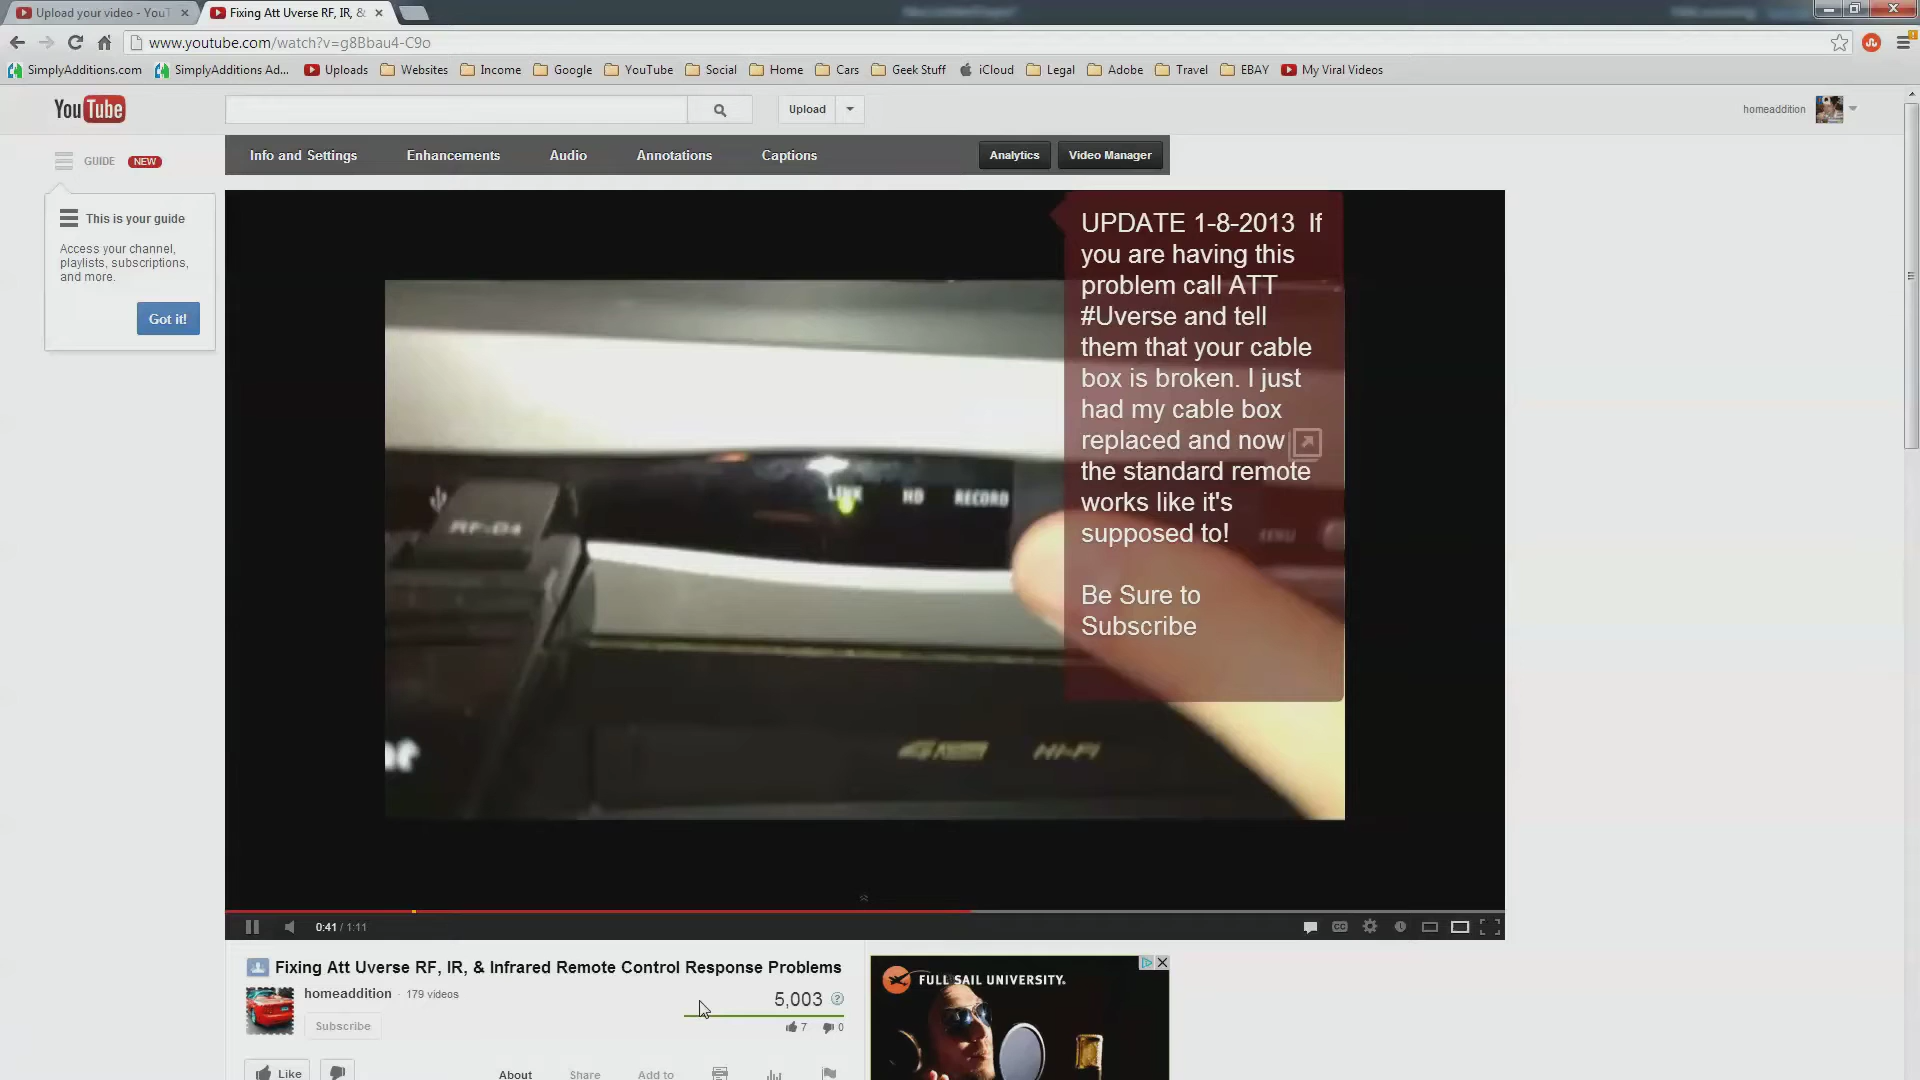 Upload your video - YouT
Fixing Att Uverse RF, IR, &
www.youtube.com/watch?v=g8Bbau4-C9o
SimplyAdditions.com
SimplyAdditions Ad...
Uploads
Websites
Income
Google
YouTube
Social
Home
Cars
Geek Stuff
iCloud
Legal
Adobe
Travel
EBAY
My Viral Videos
YouTube
Upload
homeaddition
GUIDE NEW
Info and Settings
Enhancements
Audio
Annotations
Captions
Analytics
Video Manager
This is your guide
Access your channel,
playlists, subscriptions,
and more.
Got it!
UPDATE 1-8-2013 If
you are having this
problem call ATT
#Uverse and tell
them that your cable
box is broken. I just
had my cable box
replaced and now
the standard remote
works like it's
supposed to!
Be Sure to
Subscribe
LINK
HD
RECORD
MENU
RF-D4
HI-FI
0:41 / 1:11
CC
Fixing Att Uverse RF, IR, & Infrared Remote Control Response Problems
homeaddition · 179 videos
Subscribe
5,003
7
0
Like
About
Share
Add to
FULL SAIL UNIVERSITY.